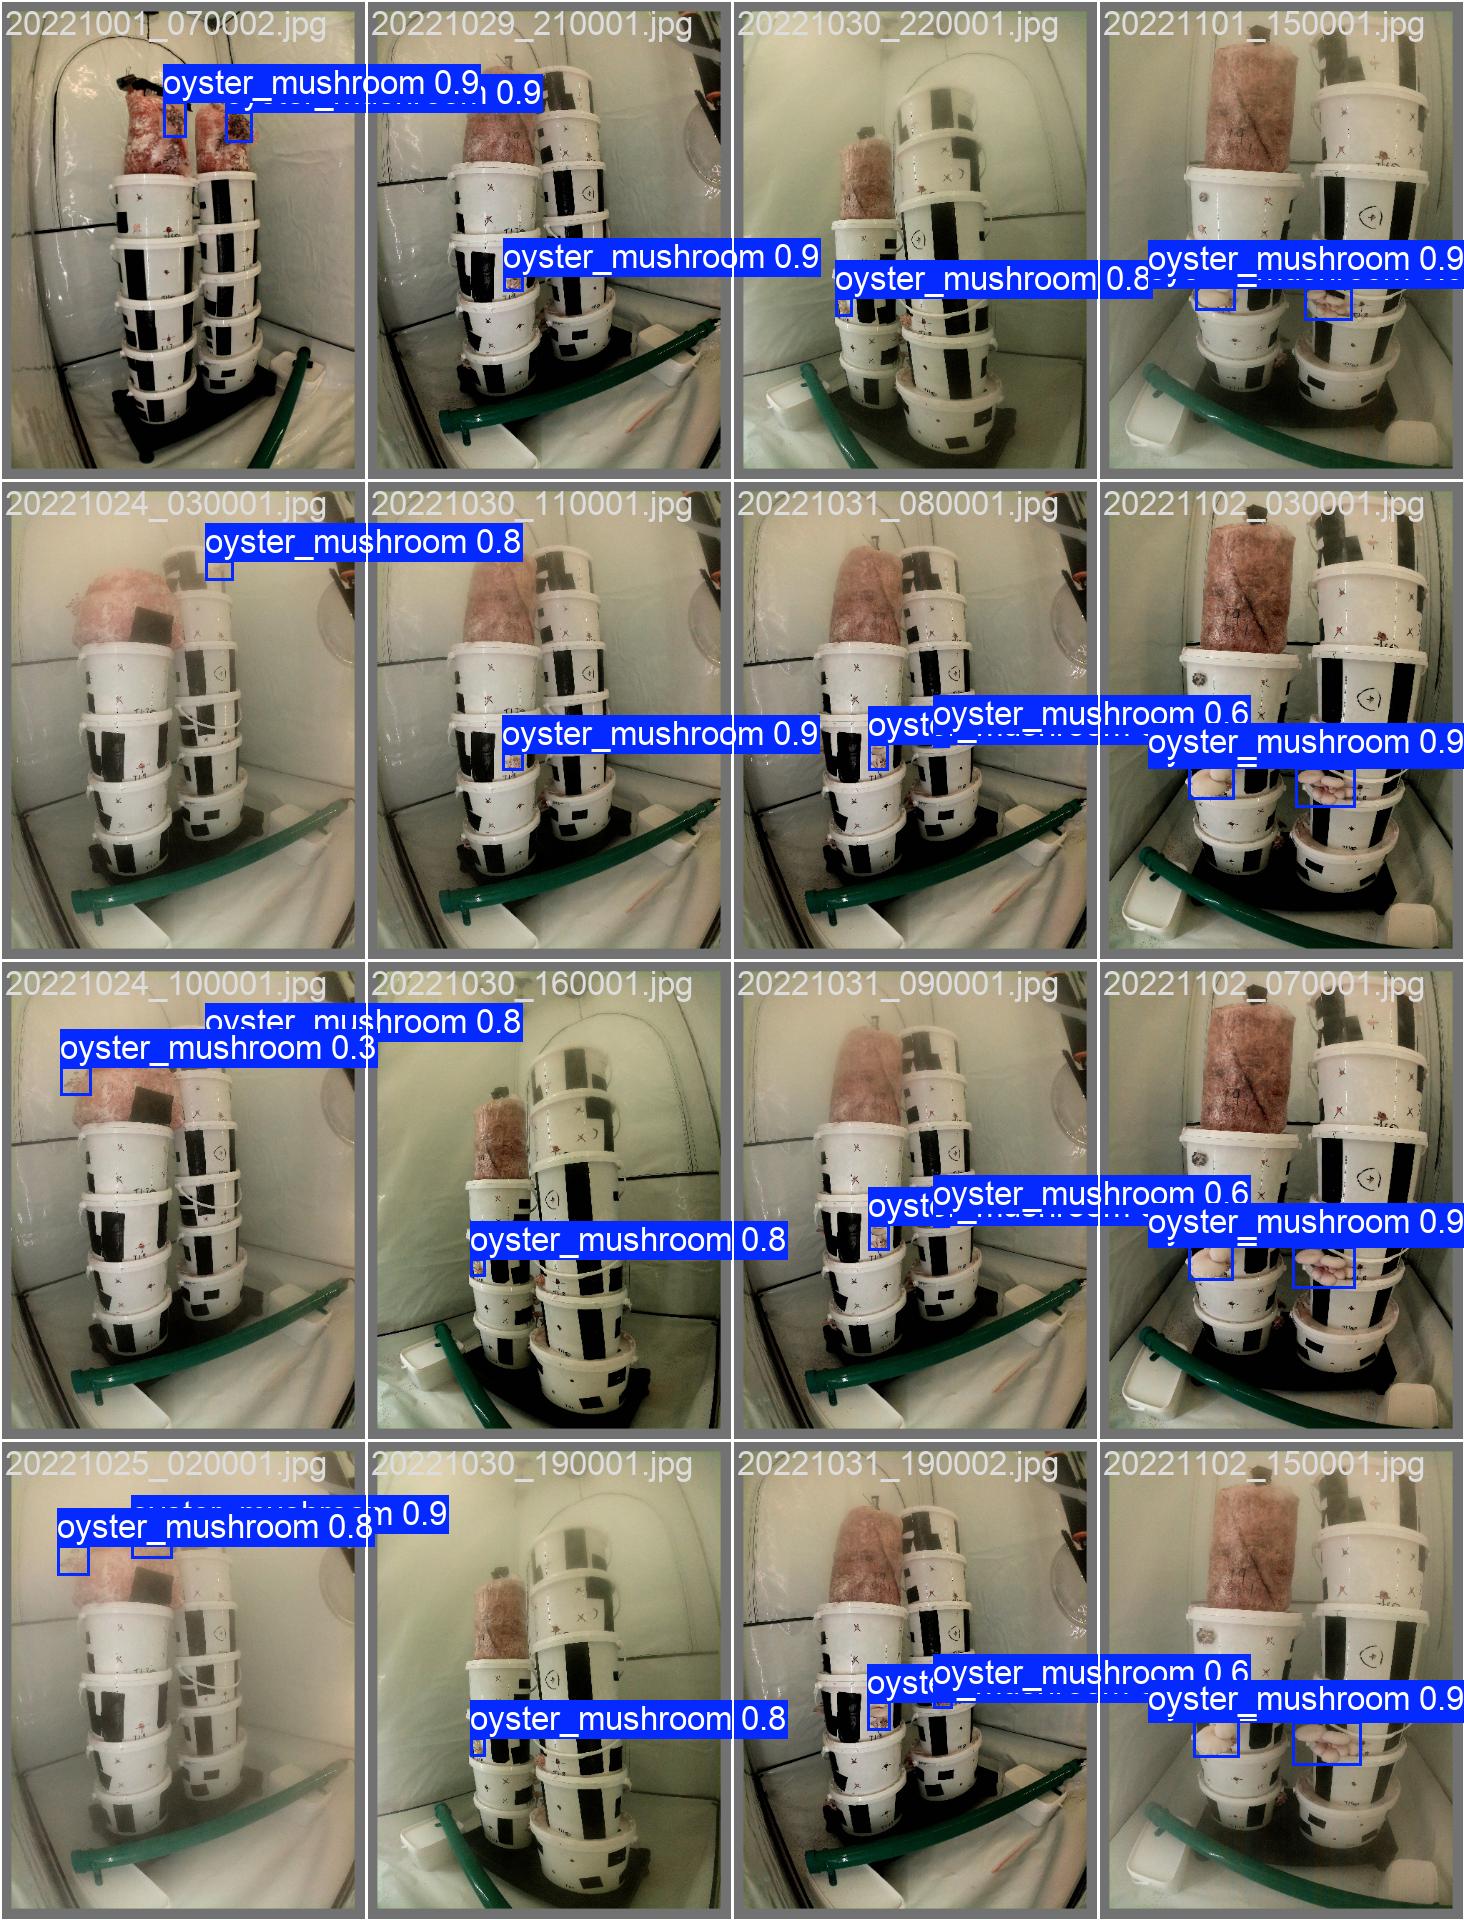 20221001_070002.jpg
20221029_210001.jpg
20221030_220001.jpg
20221101_150001.jpg
oyster_mushroom 0.9
0.9
oyster_mushroom 0.9
oyster_mushroom 0.8
oyster_mushroom 0.9
20221024_030001.jpg
20221030_110001.jpg
20221031_080001.jpg
20221102_030001.jpg
oyster_mushroom 0.8
oyster_mushroom 0.9
oyste
oyster_mushroom 0.6
oyster_mushroom 0.9
20221024_100001.jpg
20221030_160001.jpg
20221031_090001.jpg
20221102_070001.jpg
oyster_mushroom 0.8
oyster_mushroom 0.3
oyster_mushroom 0.8
oyste
oyster_mushroom 0.6
oyster_mushroom 0.9
20221025_020001.jpg
20221030_190001.jpg
20221031_190002.jpg
20221102_150001.jpg
0.9
oyster_mushroom 0.8
oyster_mushroom 0.8
oyste
oyster_mushroom 0.6
oyster_mushroom 0.9